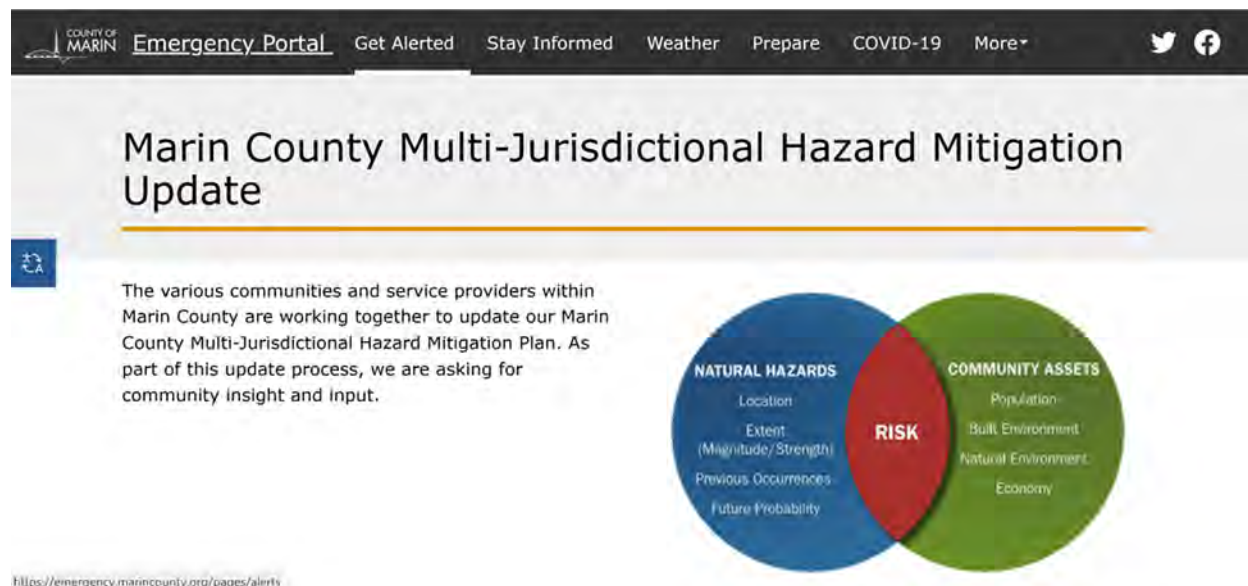 COUNTY OF
MARIN
Emergency Portal Get Alerted Stay Informed Weather Prepare COVID-19 More
Marin County Multi-Jurisdictional Hazard Mitigation
Update
The various communities and service providers within
Marin County are working together to update our Marin
County Multi-Jurisdictional Hazard Mitigation Plan. As
part of this update process, we are asking for
community insight and input.
NATURAL HAZARDS
Location
Extent
(Magnitude/Strength)
Previous Occurrences
Future Probability
RISK
COMMUNITY ASSETS
Population
Built Environment
Natural Environment
Economy
https://emergency.marincounty.org/pages/alerts